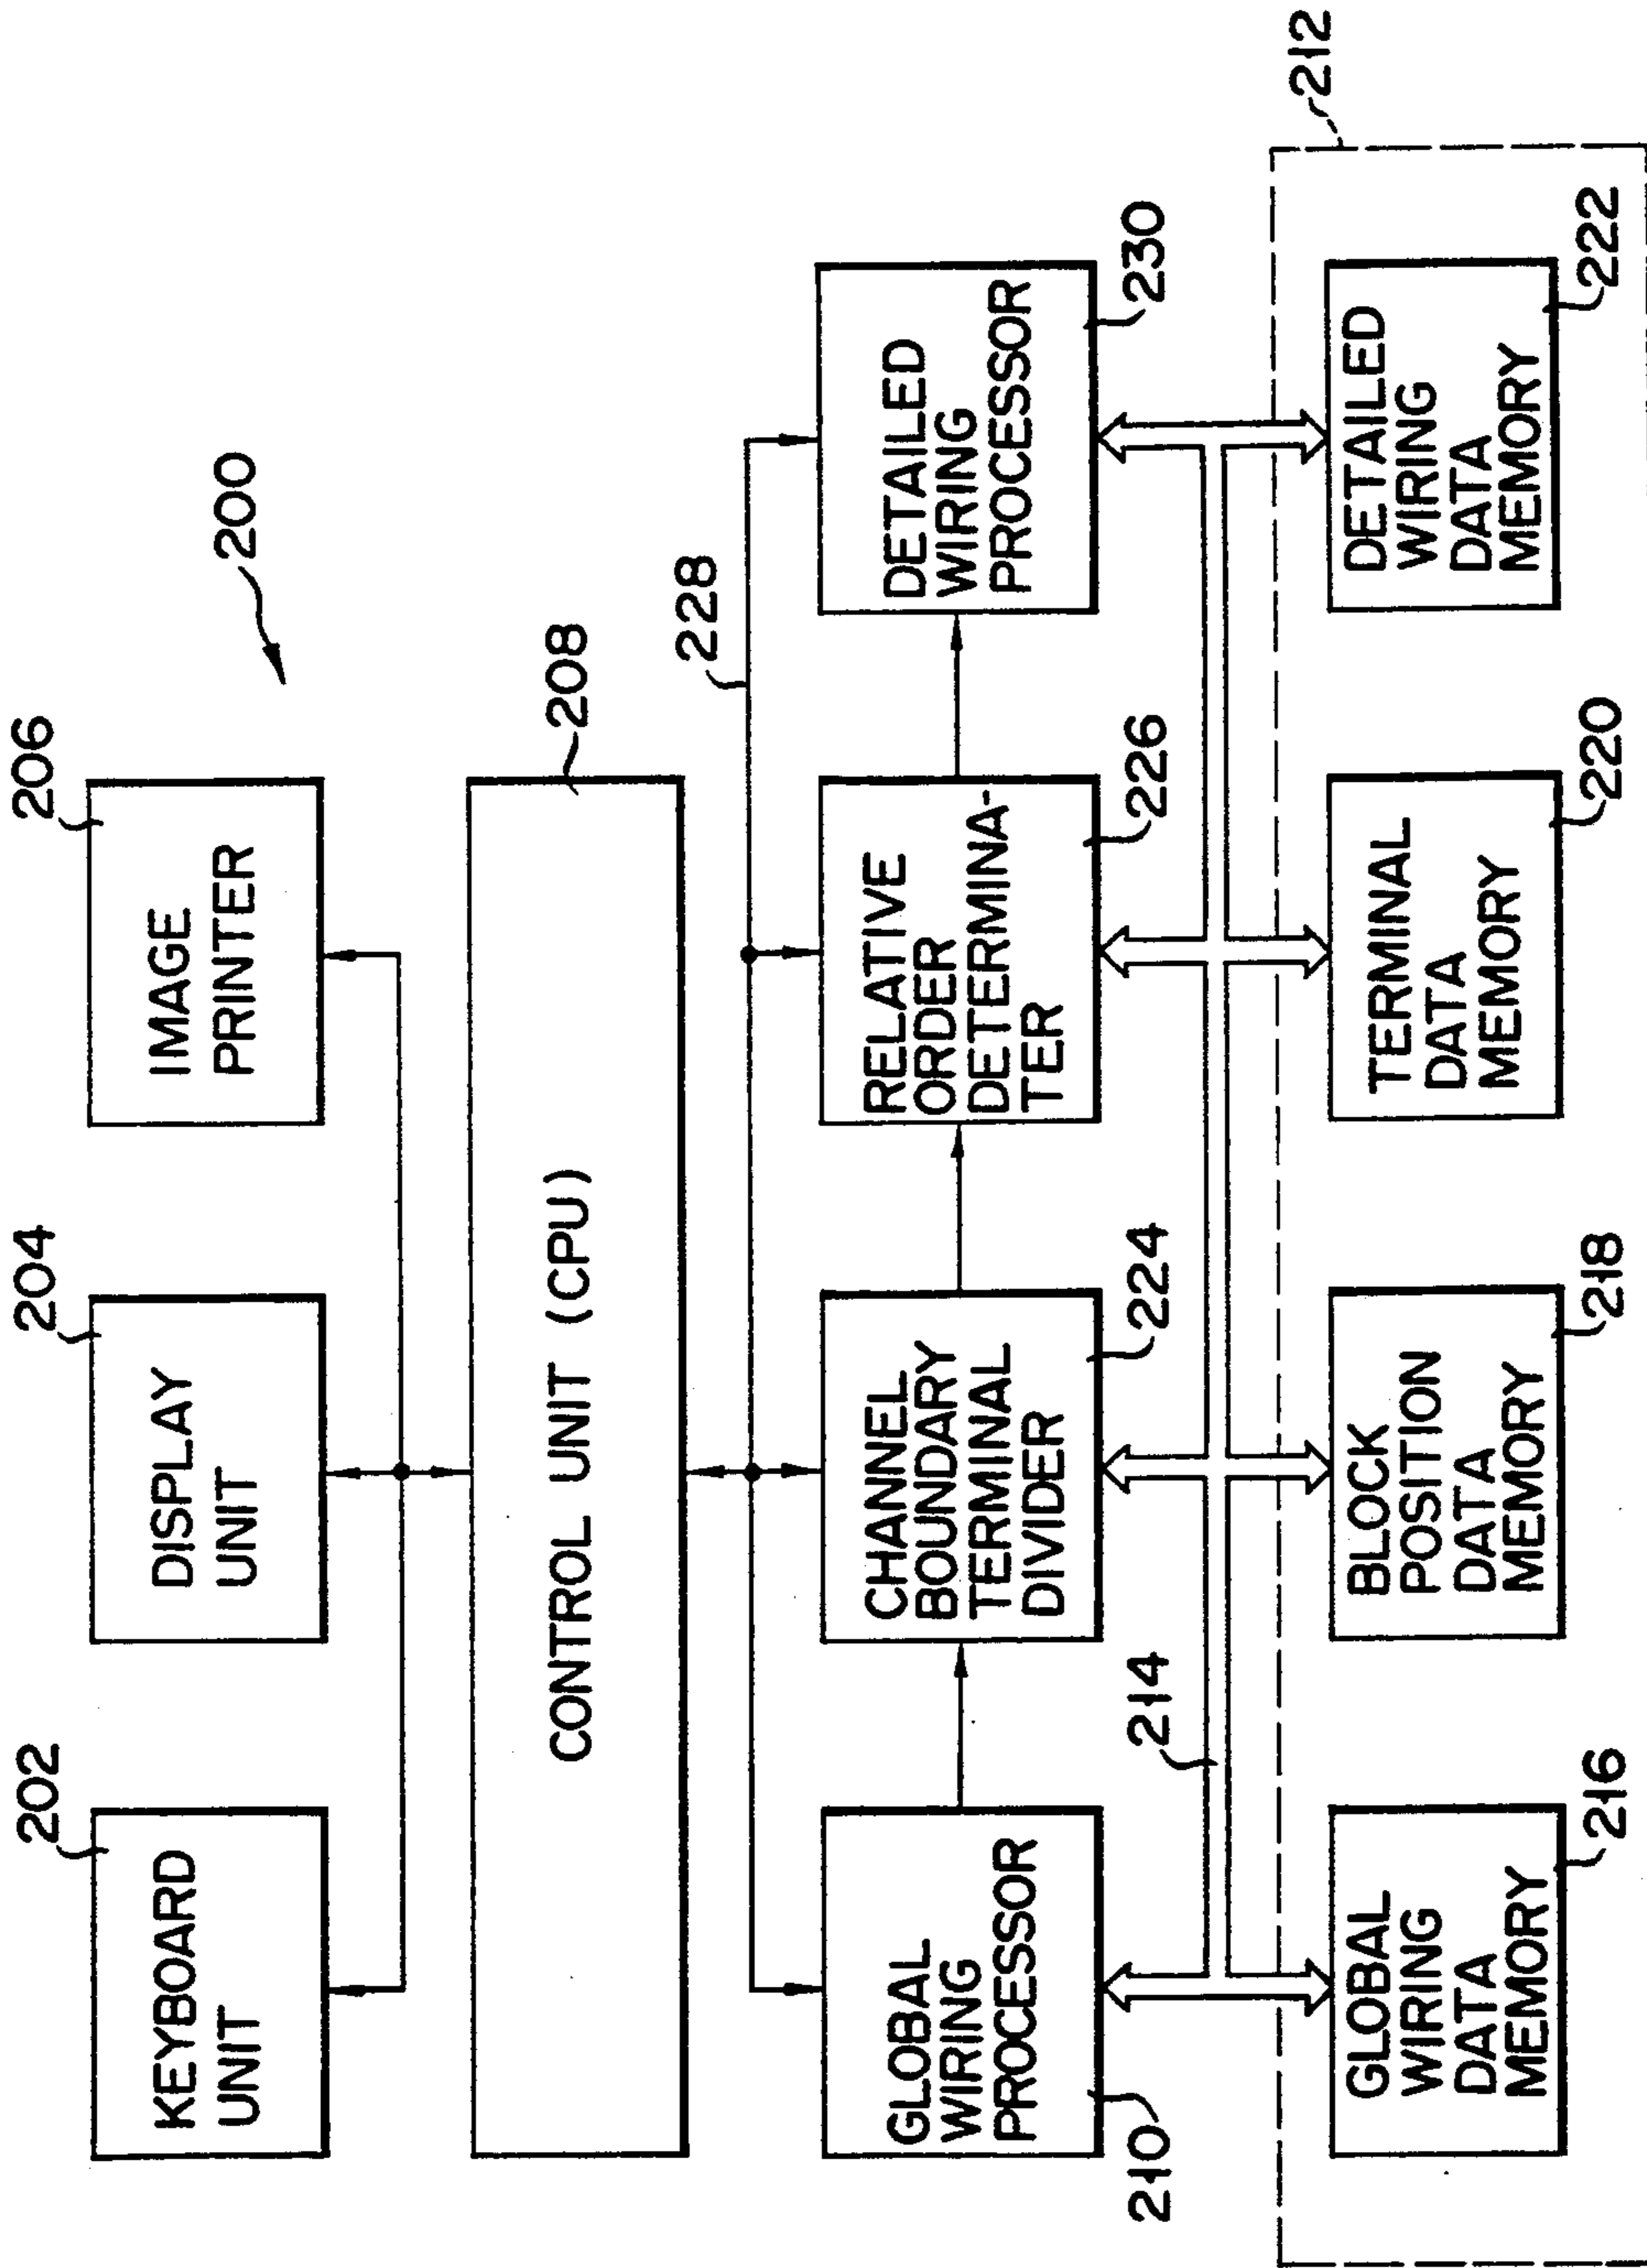 200
202
KEYBOARD
UNIT
204
DISPLAY
UNIT
206
IMAGE
PRINTER
CONTROL UNIT (CPU)
208
228
GLOBAL
WIRING
PROCESSOR
210
CHANNEL
BOUNDARY
TERMINAL
DIVIDER
224
RELATIVE
ORDER
DETERMINA-
TER
226
DETAILED
WIRING
PROCESSOR
230
214
212
GLOBAL
WIRING
DATA
MEMORY
216
BLOCK
POSITION
DATA
MEMORY
218
TERMINAL
DATA
MEMORY
220
DETAILED
WIRING
DATA
MEMORY
222